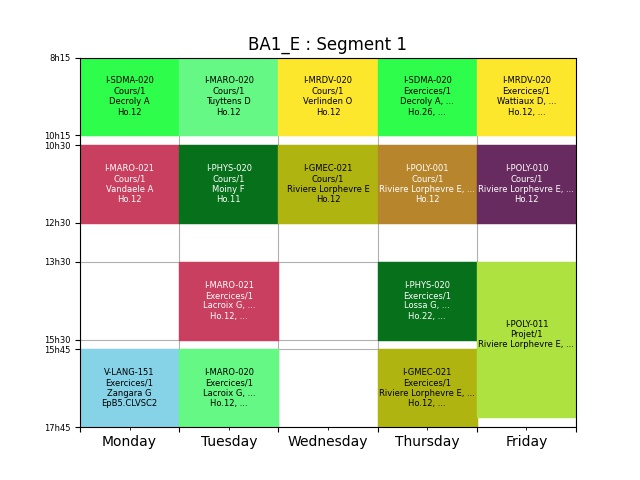 BA1_E : Segment 1
8h15
I-SDMA-020
Cours/1
Decroly A
Ho.12
I-MARO-020
Cours/1
Tuyttens D
Ho.12
I-MRDV-020
Cours/1
Verlinden O
Ho.12
I-SDMA-020
Exercices/1
Decroly A, ...
Ho.26, ...
I-MRDV-020
Exercices/1
Wattiaux D, ...
Ho.12, ...
10h15
10h30
I-MARO-021
Cours/1
Vandaele A
Ho.12
I-PHYS-020
Cours/1
Moiny F
Ho.11
I-GMEC-021
Cours/1
Riviere Lorphevre E
Ho.12
I-POLY-001
Cours/1
Riviere Lorphevre E, ...
Ho.12
I-POLY-010
Cours/1
Riviere Lorphevre E, ...
Ho.12
12h30
13h30
I-MARO-021
Exercices/1
Lacroix G, ...
Ho.12, ...
I-PHYS-020
Exercices/1
Lossa G, ...
Ho.22, ...
I-POLY-011
Projet/1
Riviere Lorphevre E, ...
15h30
15h45
V-LANG-151
Exercices/1
Zangara G
EpB5.CLVSC2
I-MARO-020
Exercices/1
Lacroix G, ...
Ho.12, ...
I-GMEC-021
Exercices/1
Riviere Lorphevre E, ...
Ho.12, ...
17h45
Monday
Tuesday
Wednesday
Thursday
Friday